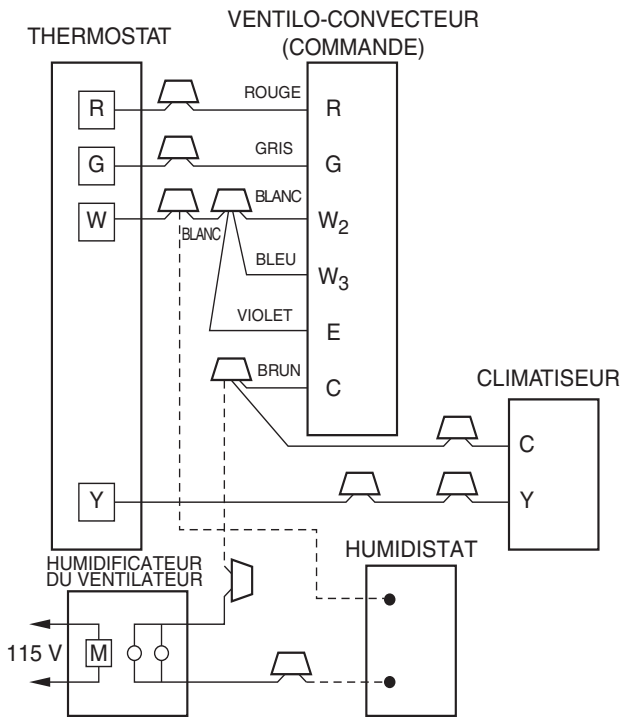 THERMOSTAT
VENTILO-CONVECTEUR
(COMMANDE)
R
ROUGE
R
G
GRIS
G
W
BLANC
BLANC
W2
BLEU
W3
VIOLET
E
BRUN
C
CLIMATISEUR
C
Y
Y
HUMIDIFICATEUR
DU VENTILATEUR
HUMIDISTAT
115 V
M